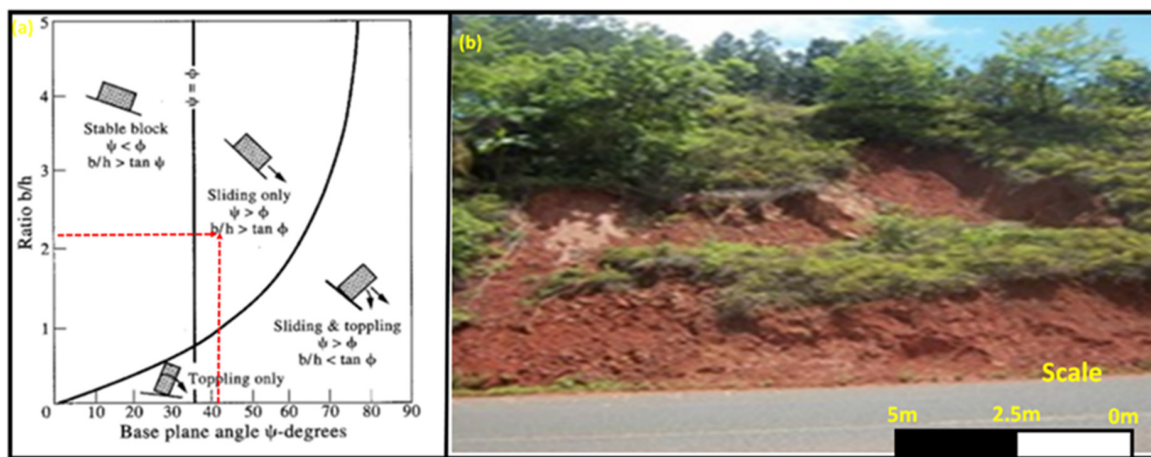 (a)
5
4
3
2
1
0
Ratio b/h
ψ = ϕ
Stable block
ψ < ϕ
b/h > tan ψ
Sliding only
ψ > ϕ
b/h > tan ϕ
Sliding & toppling
ψ > ϕ
b/h < tan ϕ
Toppling only
10 20 30 40 50 60 70 80 90
Base plane angle ψ-degrees
(b)
Scale
5m 2.5m 0m